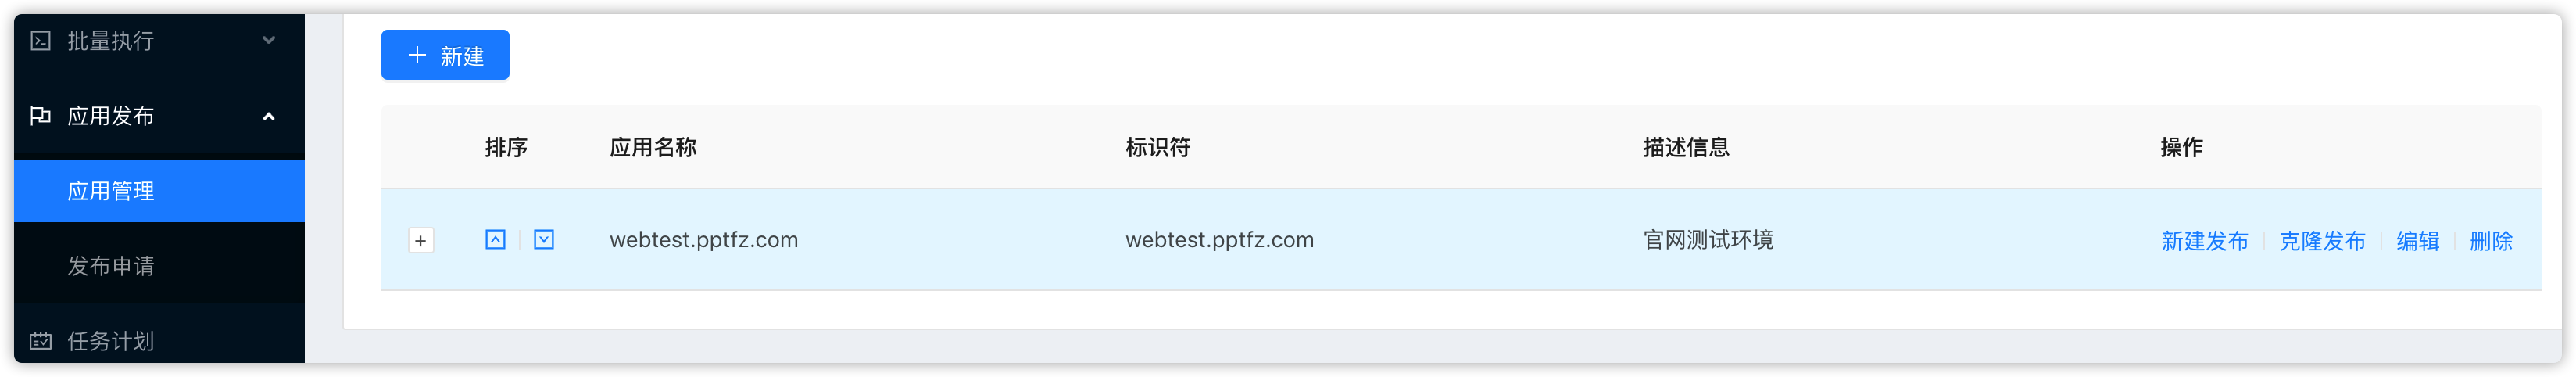 批量执行
应用发布
应用管理
发布申请
任务计划
新建
排序 应用名称 标识符 描述信息 操作
webtest.pptfz.com webtest.pptfz.com 官网测试环境 新建发布 克隆发布 编辑 删除